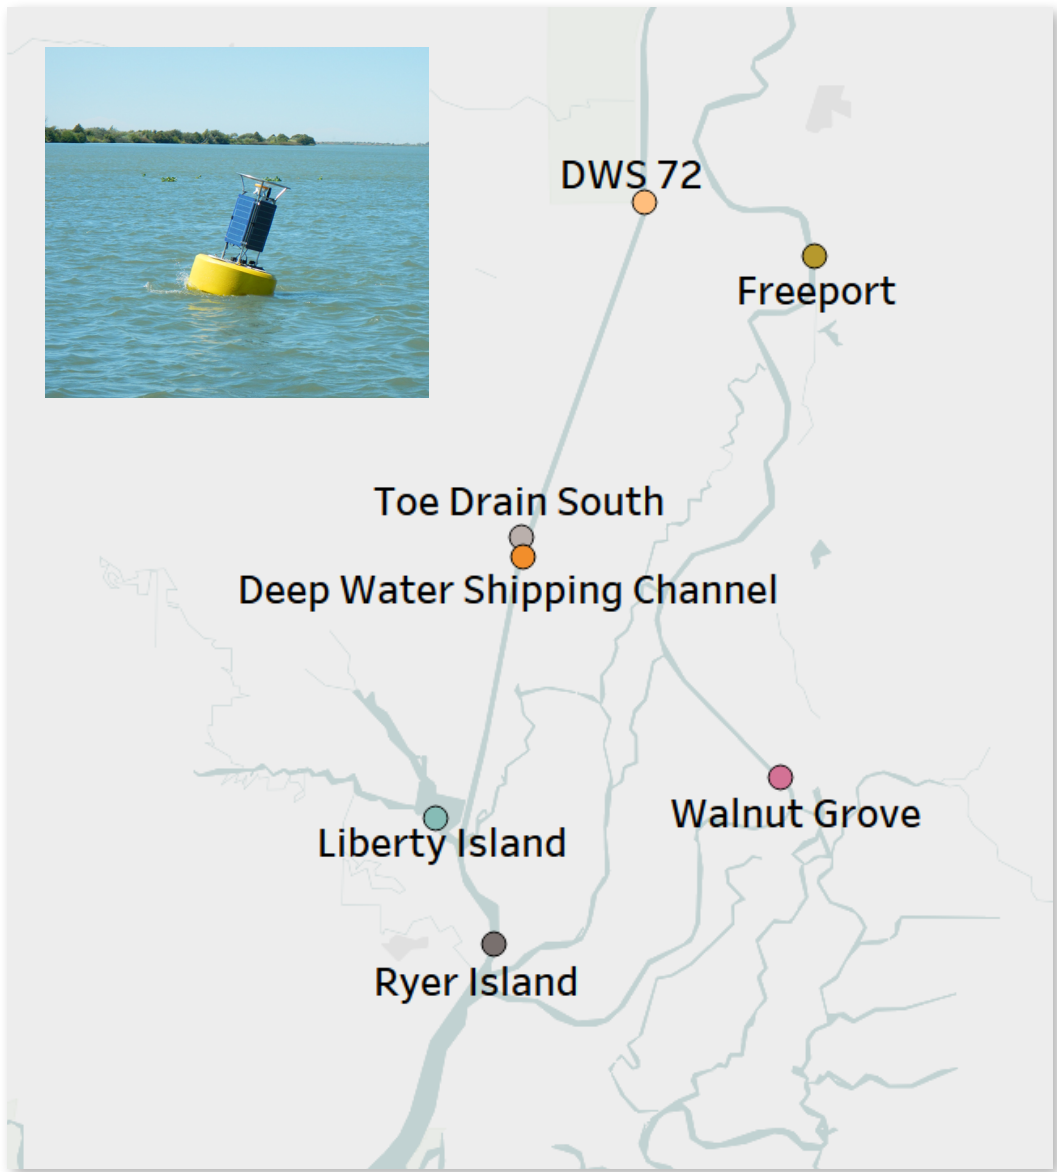 DWS 72
Freeport
Toe Drain South
Deep Water Shipping Channel
Walnut Grove
Liberty Island
Ryer Island